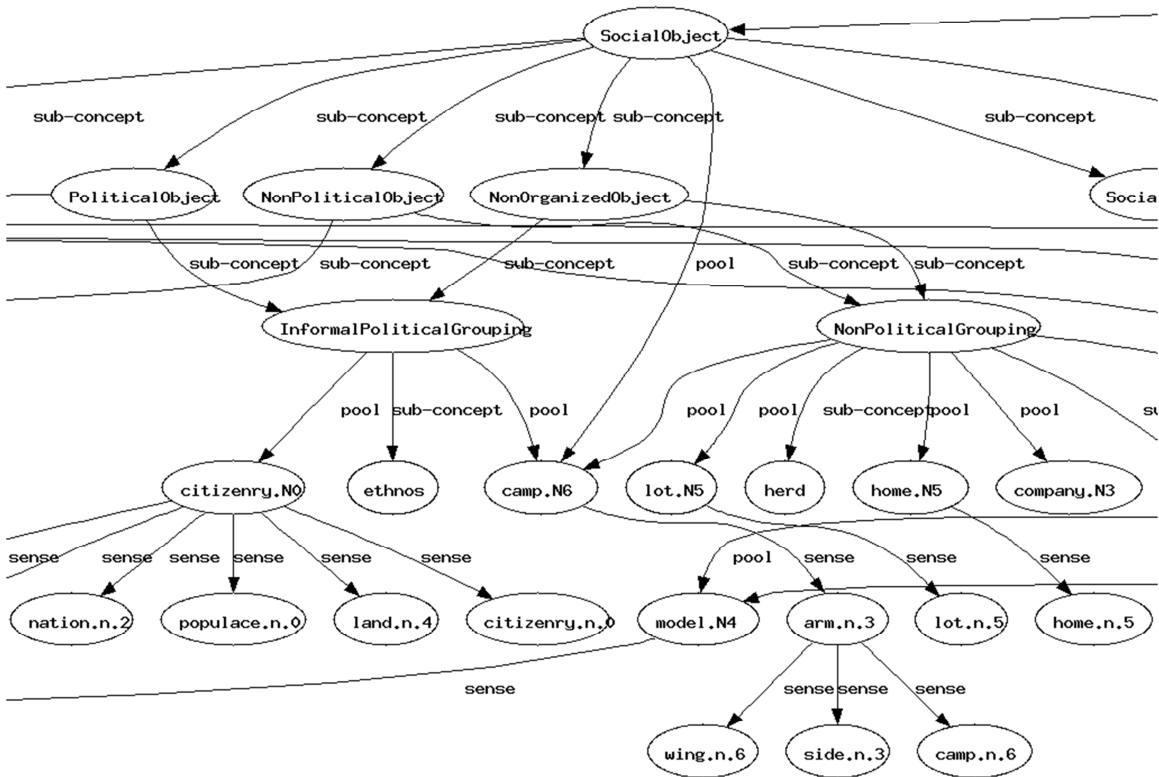 SocialObject
sub-concept sub-concept sub-concept sub-concept sub-concept
PoliticalObject NonPoliticalObject NonOrganizedObject Social
sub-concept sub-concept sub-concept pool sub-concept sub-concept
InformalPoliticalGrouping NonPoliticalGrouping
pool sub-concept pool pool pool sub-concept pool pool su
citizenry.N0 ethnos camp.N6 lot.N5 herd home.N5 company.N3
sense sense sense sense sense sense pool sense sense sense
nation.n.2 populace.n.0 land.n.4 citizenry.n.0 model.N4 arm.n.3 lot.n.5 home.n.5
sense sense sense sense
wing.n.6 side.n.3 camp.n.6